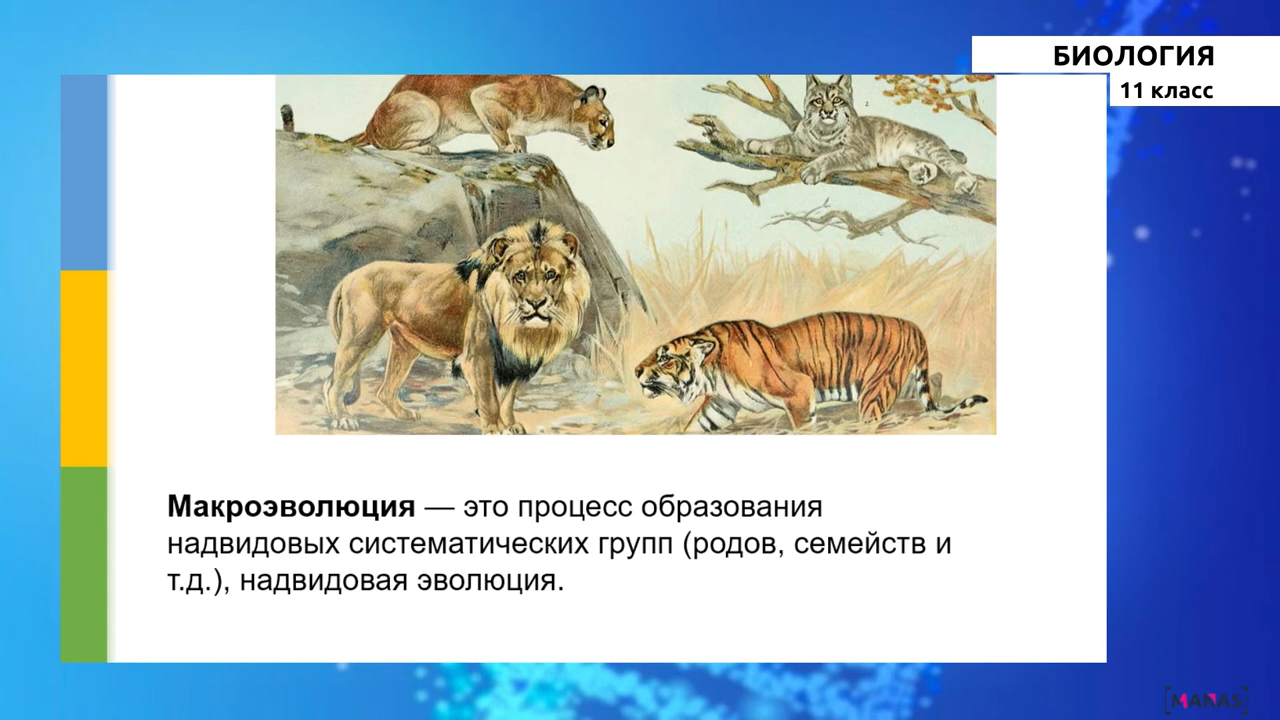 БИОЛОГИЯ
11 класс
Макроэволюция — это процесс образования
надвидовых систематических групп (родов, семейств и
т.д.), надвидовая эволюция.
MANAS